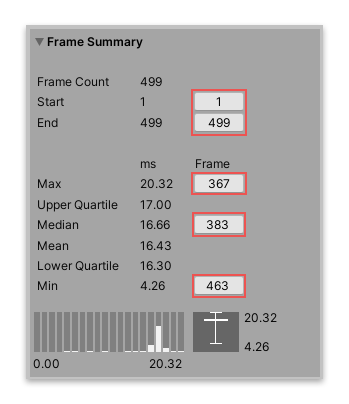 Frame Summary
Frame Count 499
Start 1 1
End 499 499
ms Frame
Max 20.32 367
Upper Quartile 17.00
Median 16.66 383
Mean 16.43
Lower Quartile 16.30
Min 4.26 463
20.32
4.26
0.00 20.32